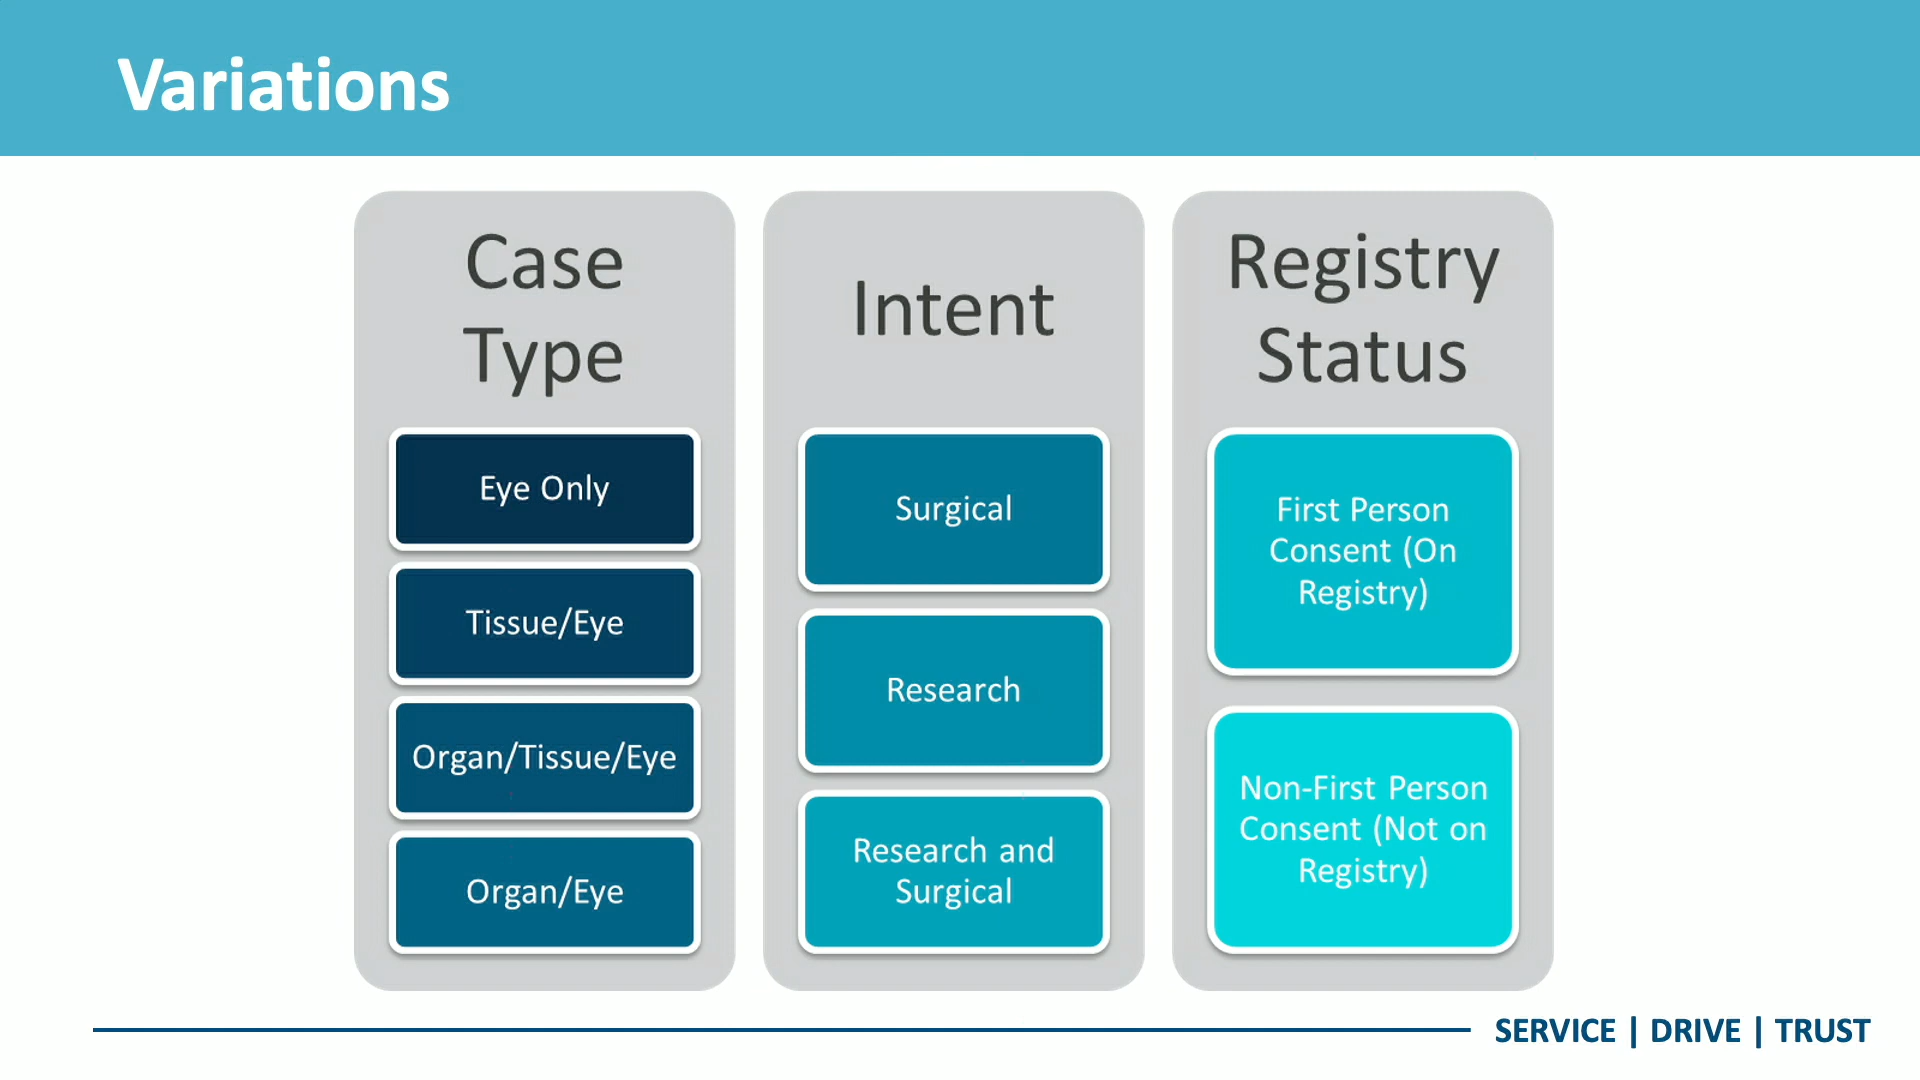 Variations
Case
Type
Eye Only
Tissue/Eye
Organ/Tissue/Eye
Organ/Eye
Intent
Surgical
Research
Research and
Surgical
Registry
Status
First Person
Consent (On
Registry)
Non-First Person
Consent (Not on
Registry)
SERVICE | DRIVE | TRUST